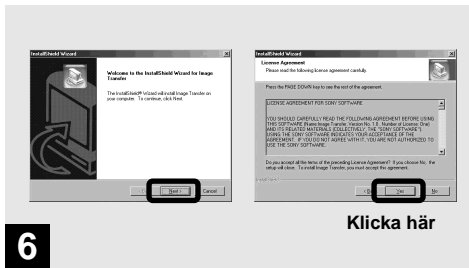 InstallShield Wizard
Welcome to the InstallShield Wizard for Image
Transfer
The InstallShield® Wizard will install Image Transfer on
your computer. To continue, click Next.
Next >
Cancel
InstallShield Wizard
License Agreement
Please read the following license agreement carefully.
Press the PAGE DOWN key to see the rest of the agreement.
LICENSE AGREEMENT FOR SONY SOFTWARE
YOU SHOULD CAREFULLY READ THE FOLLOWING AGREEMENT BEFORE USING
THIS SOFTWARE (Name:Image Transfer, Version No. 1.0, Number of License: One)
AND ITS RELATED MATERIALS (COLLECTIVELY, THE "SONY SOFTWARE").
USING THE SONY SOFTWARE INDICATES YOUR ACCEPTANCE OF THE
AGREEMENT. IF YOU DO NOT AGREE WITH IT, YOU ARE NOT AUTHORIZED TO
USE THE SONY SOFTWARE.
Do you accept all the terms of the preceding License Agreement? If you choose No, the
setup will close. To install Image Transfer, you must accept this agreement.
InstallShield
Yes
No
Klicka här
6